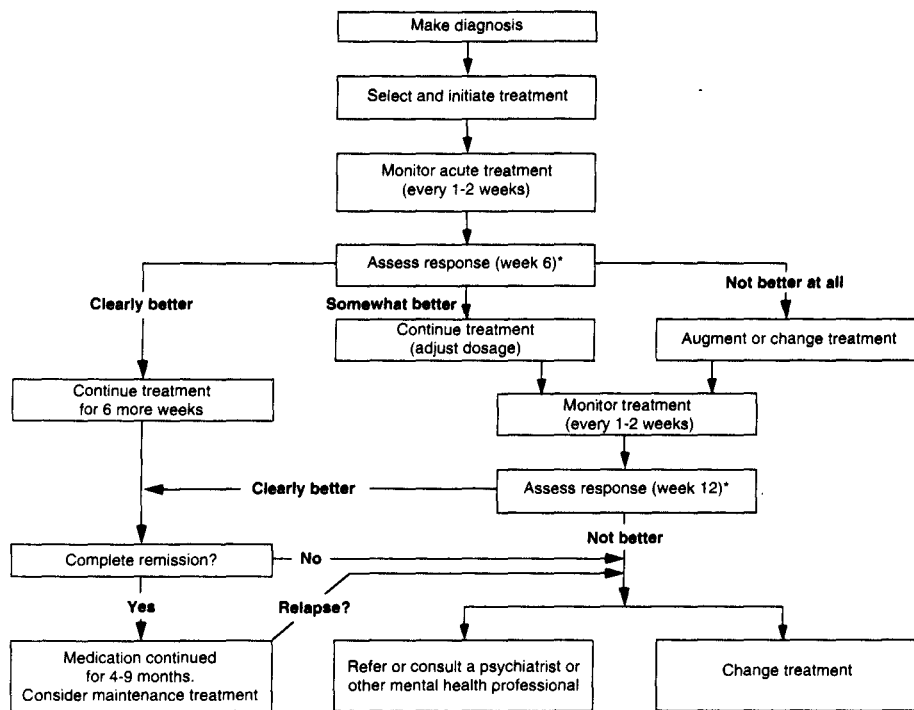 Make diagnosis
Select and initiate treatment
Monitor acute treatment
(every 1-2 weeks)
Assess response (week 6)*
Clearly better
Somewhat better
Not better at all
Continue treatment
(adjust dosage)
Augment or change treatment
Continue treatment
for 6 more weeks
Monitor treatment
(every 1-2 weeks)
Clearly better
Assess response (week 12)*
Not better
Complete remission?
No
Yes
Relapse?
Medication continued
for 4-9 months.
Consider maintenance treatment
Refer or consult a psychiatrist or
other mental health professional
Change treatment